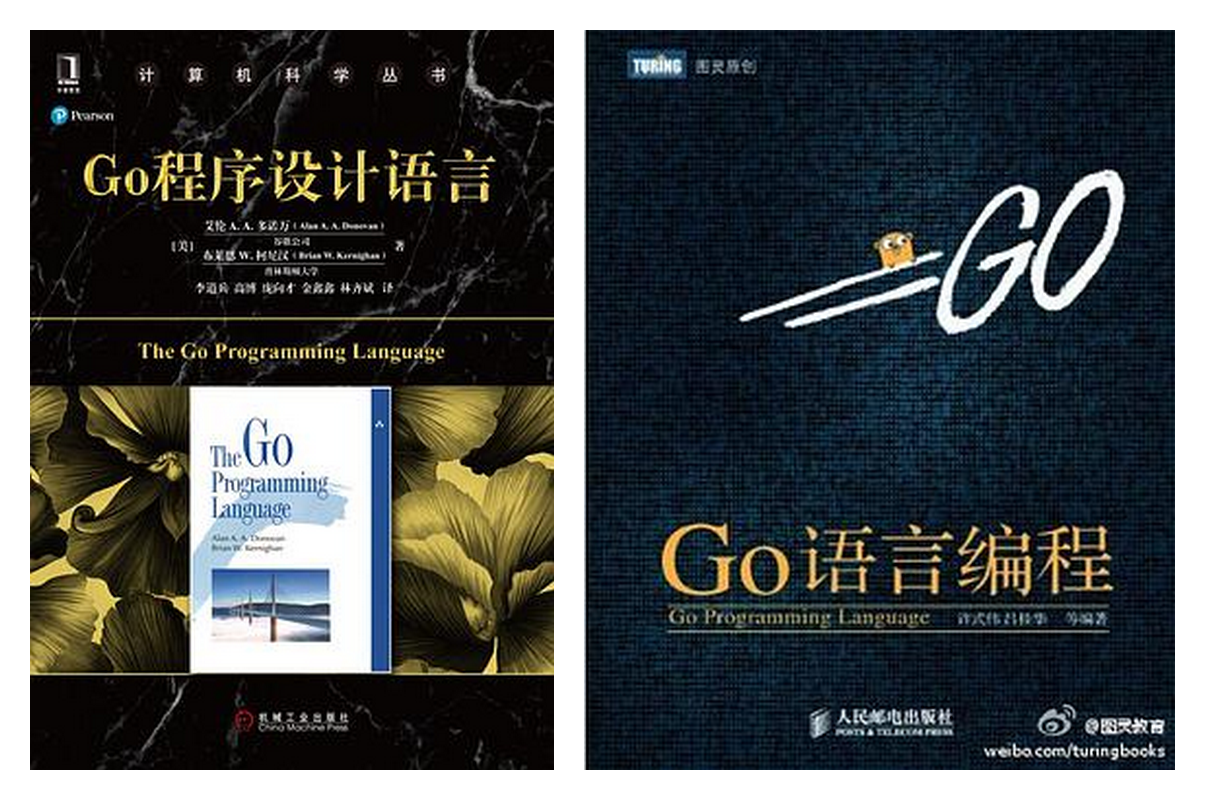 计算机科学丛书
Pearson
Go程序设计语言
艾伦 A. A. 多诺万 (Alan A. A. Donovan)
谷歌公司
[美]
著
布莱恩 W. 柯尼汉 (Brian W. Kernighan)
普林斯顿大学
李道兵 高博 庞向才 金鑫鑫 林齐斌 译
The Go Programming Language
The Go
Programming
Language
Alan A. A. Donovan
Brian W. Kernighan
机械工业出版社
China Machine Press
TURING 图灵原创
GO
Go语言编程
Go Programming Language 许式伟 吕桂华 等编著
人民邮电出版社
POSTS & TELECOM PRESS
@图灵教育
weibo.com/turingbooks